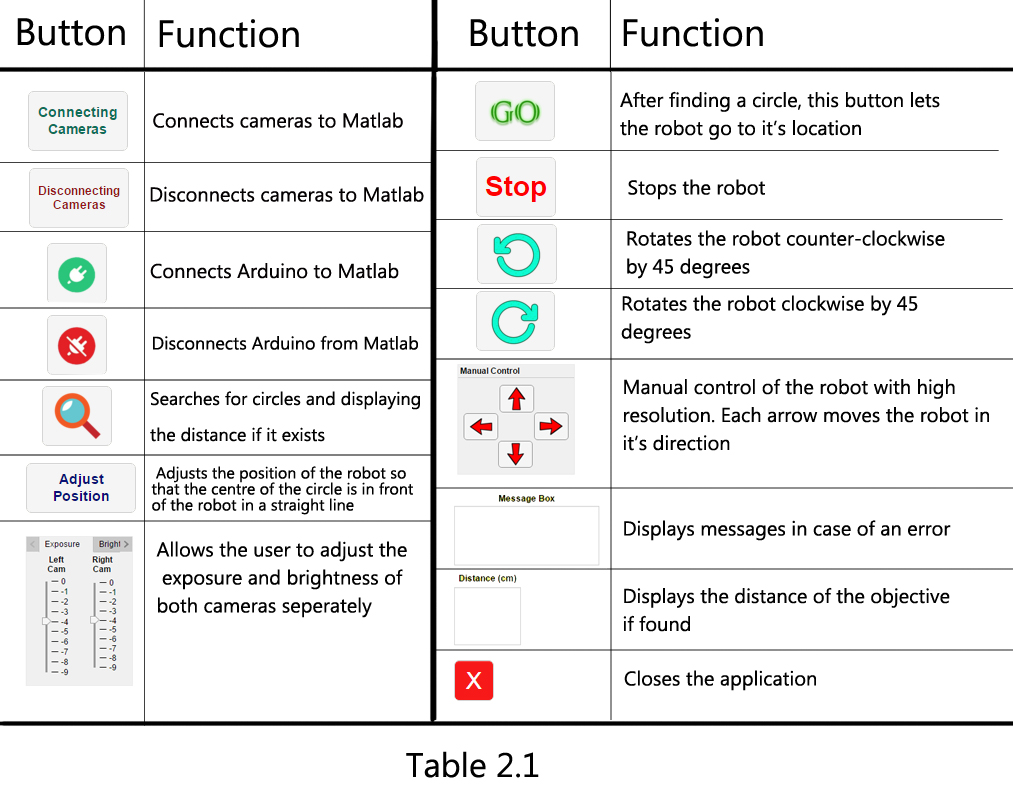 Button Function
Connecting
Cameras
Connects cameras to Matlab
Disconnecting
Cameras
Disconnects cameras to Matlab
Connects Arduino to Matlab
Disconnects Arduino from Matlab
Searches for circles and displaying
the distance if it exists
Adjust
Position
Adjusts the position of the robot so
that the centre of the circle is in front
of the robot in a straight line
< Exposure Bright >
Left Right
Cam Cam
0 0
-1 -1
-2 -2
-3 -3
-4 -4
-5 -5
-6 -6
-7 -7
-8 -8
-9 -9
Allows the user to adjust the
exposure and brightness of
both cameras seperately
Button Function
GO
After finding a circle, this button lets
the robot go to it's location
Stop
Stops the robot
Rotates the robot counter-clockwise
by 45 degrees
Rotates the robot clockwise by 45
degrees
Manual Control
Manual control of the robot with high
resolution. Each arrow moves the robot in
it's direction
Message Box
Displays messages in case of an error
Distance (cm)
Displays the distance of the objective
if found
X
Closes the application
Table 2.1